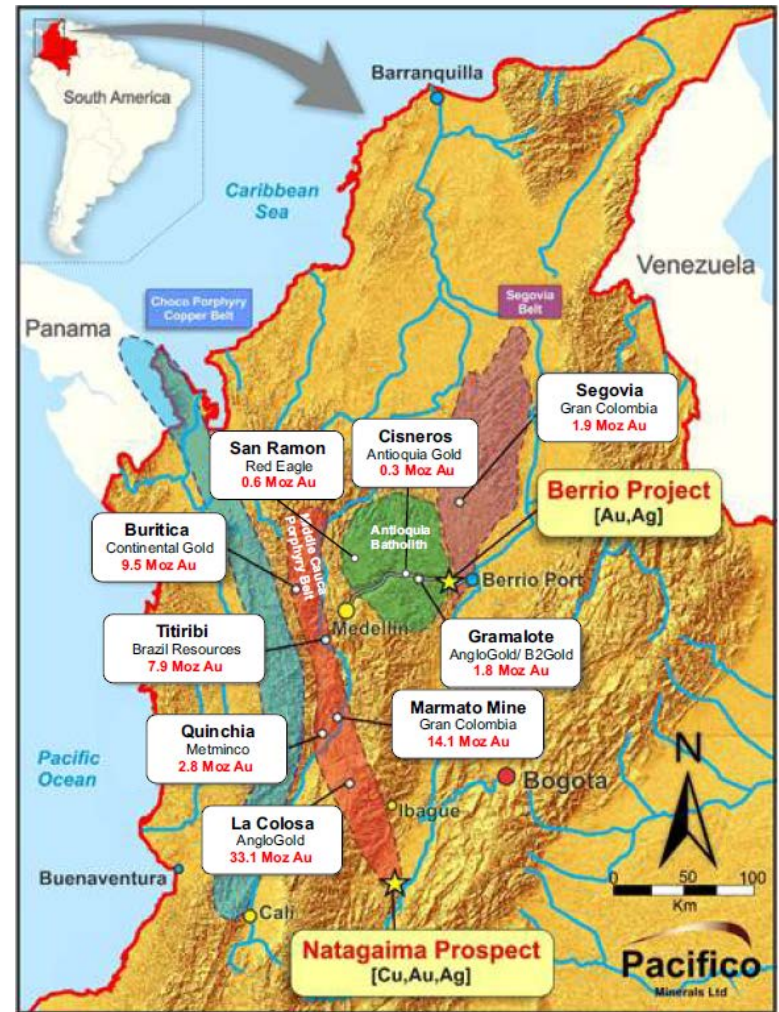 Barranquilla
South America
Caribbean
Sea
Venezuela
Choco Porphyry
Copper Belt
Segovia
Belt
Panama
Segovia
Gran Colombia
1.9 Moz Au
Cisneros
Antioquia Gold
0.3 Moz Au
San Ramon
Red Eagle
0.6 Moz Au
Berrio Project
[Au,Ag]
Buritica
Continental Gold
9.5 Moz Au
Middle Cauca
Porphyry Belt
Antioquia
Batholith
Berrio Port
Medellin
Titiribi
Brazil Resources
7.9 Moz Au
Gramalote
AngloGold/ B2Gold
1.8 Moz Au
Marmato Mine
Gran Colombia
14.1 Moz Au
Quinchia
Metminco
2.8 Moz Au
Pacific
Ocean
N
Bogota
Ibague
La Colosa
AngloGold
33.1 Moz Au
Buenaventura
0 50 100
Km
Cali
Natagaima Prospect
[Cu,Au,Ag]
Pacifico
Minerals Ltd